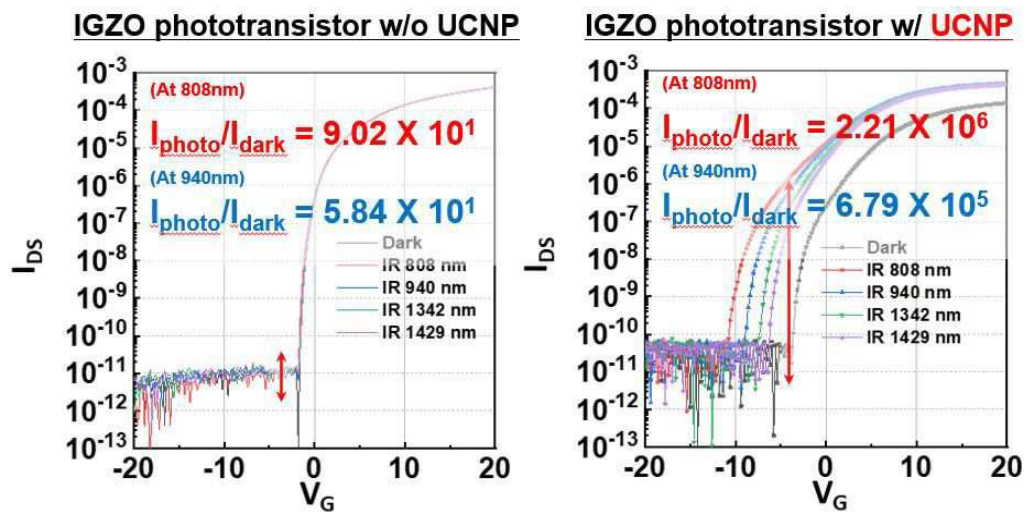 IGZO phototransistor w/o UCNP
10-3
10-4
10-5
10-6
10-7
10-8
10-9
10-10
10-11
10-12
10-13
IDS
(At 808nm)
Iphoto/Idark = 9.02 X 101
(At 940nm)
Iphoto/Idark = 5.84 X 101
Dark
IR 808 nm
IR 940 nm
IR 1342 nm
IR 1429 nm
-20 -10 0 10 20
VG
IGZO phototransistor w/ UCNP
10-3
10-4
10-5
10-6
10-7
10-8
10-9
10-10
10-11
10-12
10-13
IDS
(At 808nm)
Iphoto/Idark = 2.21 X 106
(At 940nm)
Iphoto/Idark = 6.79 X 105
Dark
IR 808 nm
IR 940 nm
IR 1342 nm
IR 1429 nm
-20 -10 0 10 20
VG